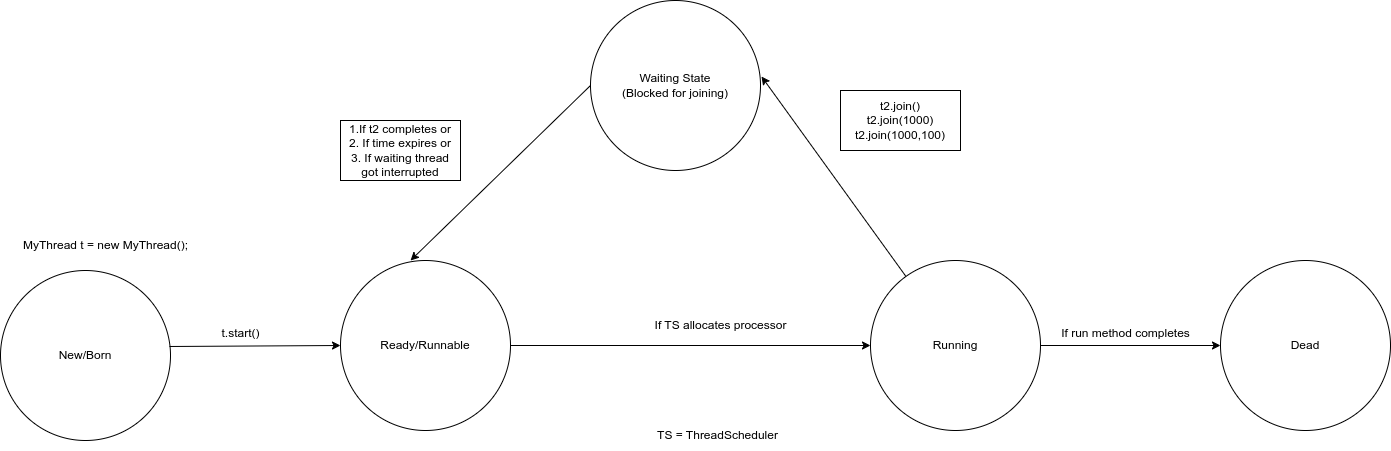 Waiting State
(Blocked for joining)
t2.join()
t2.join(1000)
t2.join(1000,100)
1.If t2 completes or
2. If time expires or
3. If waiting thread
got interrupted
MyThread t = new MyThread();
New/Born
t.start()
Ready/Runnable
If TS allocates processor
Running
If run method completes
Dead
TS = ThreadScheduler